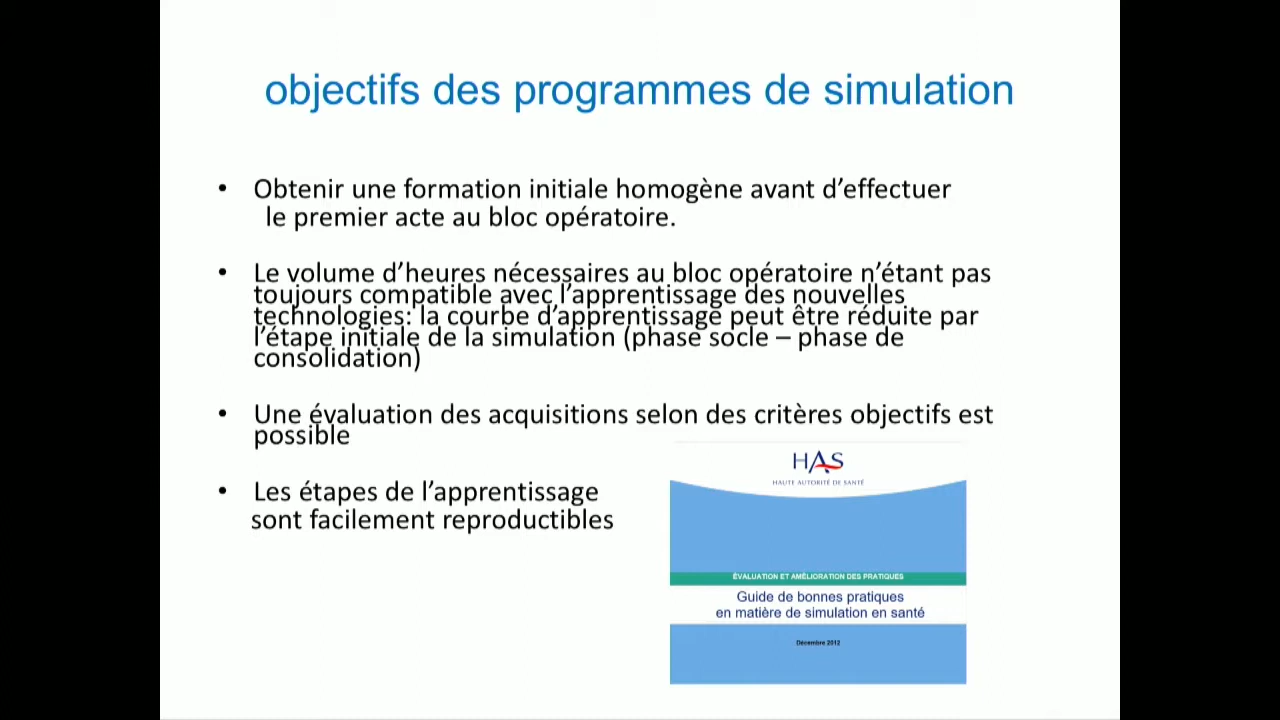 objectifs des programmes de simulation
• Obtenir une formation initiale homogène avant d’effectuer
le premier acte au bloc opératoire.
• Le volume d’heures nécessaires au bloc opératoire n’étant pas
toujours compatible avec l’apprentissage des nouvelles
technologies: la courbe d’apprentissage peut être réduite par
l’étape initiale de la simulation (phase socle – phase de
consolidation)
• Une évaluation des acquisitions selon des critères objectifs est
possible
• Les étapes de l’apprentissage
sont facilement reproductibles
HAS
HAUTE AUTORITÉ DE SANTÉ
ÉVALUATION ET AMÉLIORATION DES PRATIQUES
Guide de bonnes pratiques
en matière de simulation en santé
Décembre 2012